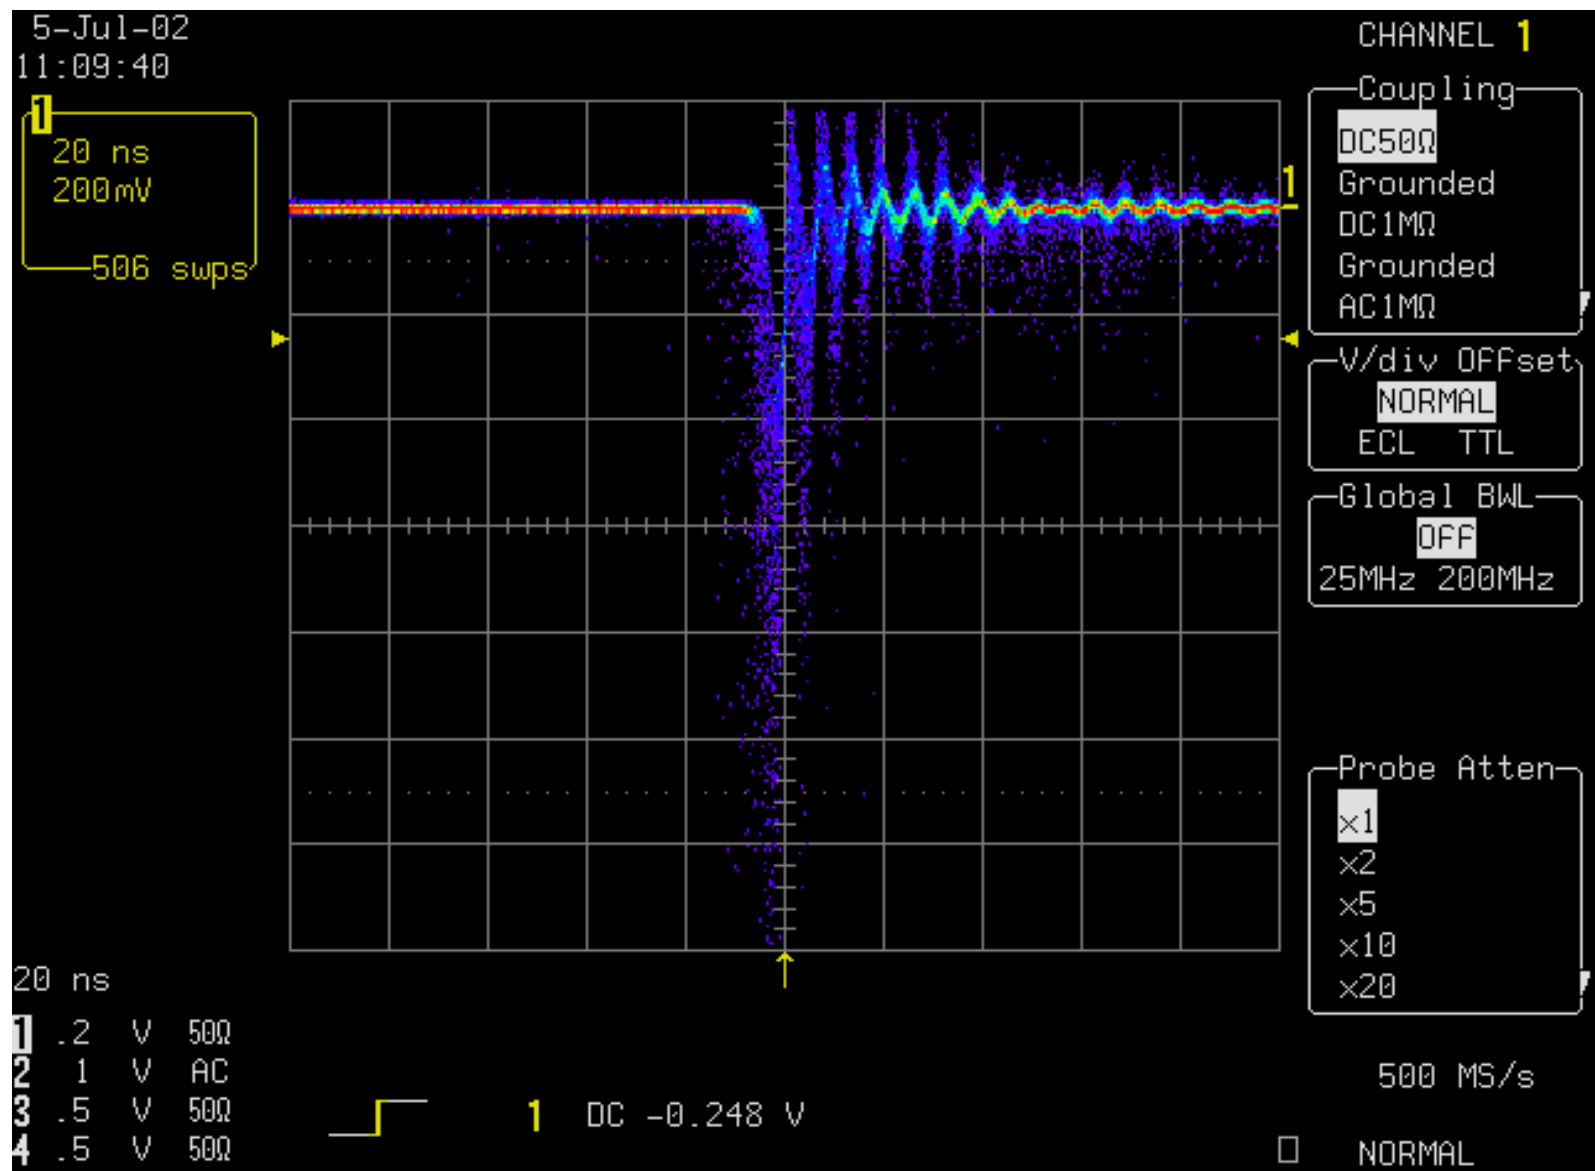 5-Jul-02
11:09:40
1
20 ns
200mV
506 swps
1
CHANNEL 1
Coupling
DC50Ω
Grounded
DC1MΩ
Grounded
AC1MΩ
V/div OFFset
NORMAL
ECL TTL
Global BWL
OFF
25MHz 200MHz
Probe Atten
×1
×2
×5
×10
×20
20 ns
1 .2 V 50Ω
2 1 V AC
3 .5 V 50Ω
4 .5 V 50Ω
1 DC -0.248 V
500 MS/s
NORMAL